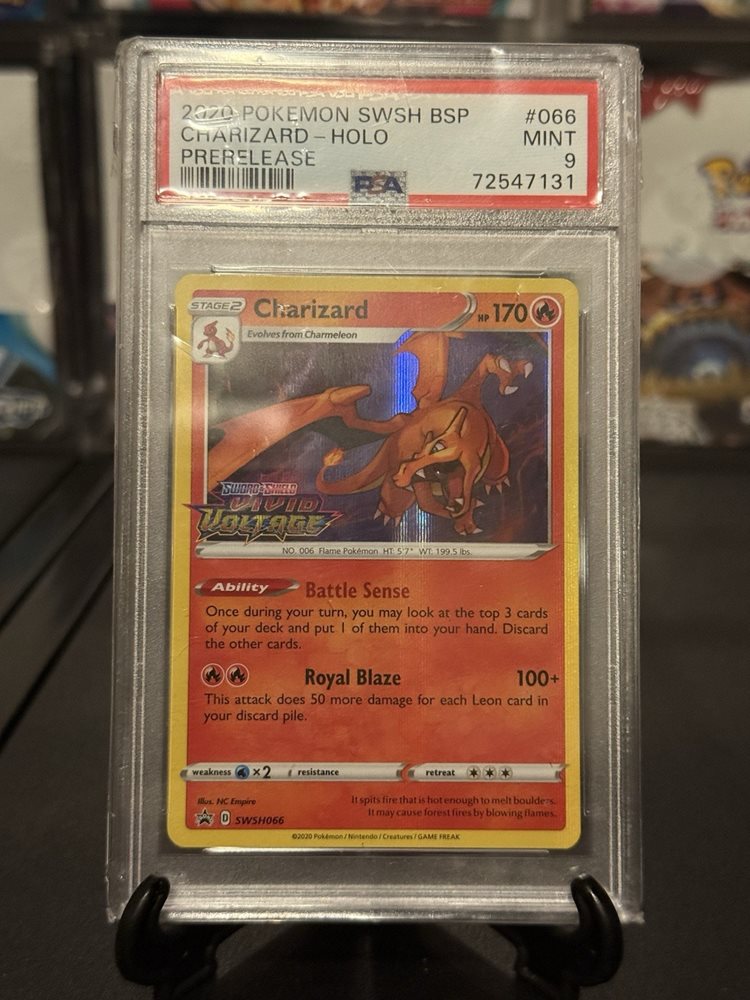 2020 POKEMON SWSH BSP #066
CHARIZARD - HOLO MINT
PRERELEASE 9
PSA 72547131
STAGE 2 Charizard HP 170
Evolves from Charmeleon
SWORD & SHIELD
VIVID
VOLTAGE
NO. 006 Flame Pokémon HT: 5'7" WT: 199.5 lbs.
Ability Battle Sense
Once during your turn, you may look at the top 3 cards
of your deck and put 1 of them into your hand. Discard
the other cards.
Royal Blaze 100+
This attack does 50 more damage for each Leon card in
your discard pile.
weakness ×2 resistance retreat
Illus. NC Empire It spits fire that is hot enough to melt boulders.
It may cause forest fires by blowing flames.
D SWSH066
©2020 Pokémon / Nintendo / Creatures / GAME FREAK